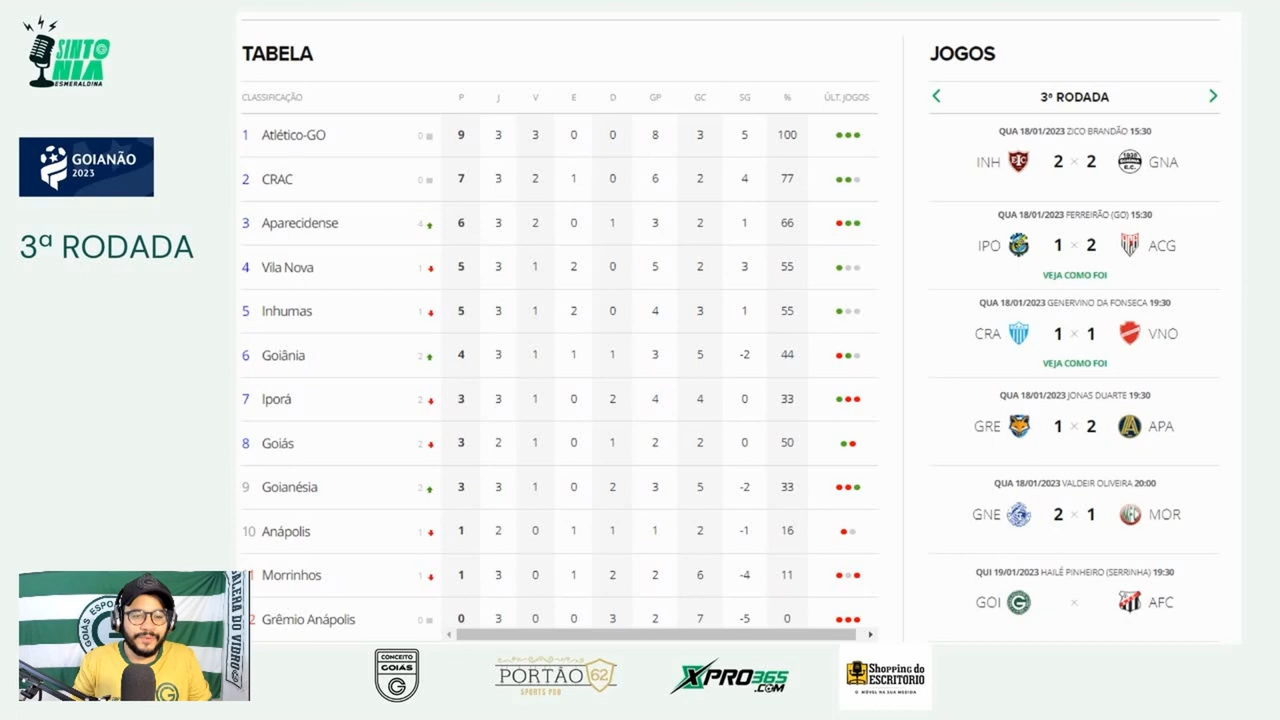 SINTONIA
ESMERALDINA
GOIANÃO
2023
3ª RODADA
TABELA
CLASSIFICAÇÃO P J V E D GP GC SG % ÚLT. JOGOS
1 Atlético-GO 0 9 3 3 0 0 8 3 5 100
2 CRAC 0 7 3 2 1 0 6 2 4 77
3 Aparecidense 4 6 3 2 0 1 3 2 1 66
4 Vila Nova 1 5 3 1 2 0 5 2 3 55
5 Inhumas 1 5 3 1 2 0 4 3 1 55
6 Goiânia 2 4 3 1 1 1 3 5 -2 44
7 Iporá 2 3 3 1 0 2 4 4 0 33
8 Goiás 2 3 2 1 0 1 2 2 0 50
9 Goianésia 2 3 3 1 0 2 3 5 -2 33
10 Anápolis 1 1 2 0 1 1 1 2 -1 16
1 Morrinhos 1 1 3 0 1 2 2 6 -4 11
2 Grêmio Anápolis 0 0 3 0 0 3 2 7 -5 0
JOGOS
3ª RODADA
QUA 18/01/2023 ZICO BRANDÃO 15:30
INH 2 × 2 GNA
QUA 18/01/2023 FERREIRÃO (GO) 15:30
IPO 1 × 2 ACG
VEJA COMO FOI
QUA 18/01/2023 GENERVINO DA FONSECA 19:30
CRA 1 × 1 VNO
VEJA COMO FOI
QUA 18/01/2023 JONAS DUARTE 19:30
GRE 1 × 2 APA
QUA 18/01/2023 VALDEIR OLIVEIRA 20:00
GNE 2 × 1 MOR
QUI 19/01/2023 HAILÉ PINHEIRO (SERRINHA) 19:30
GOI × AFC
GOIÁS ESPO
CONCEITO
GOIÁS
G
PORTÃO 62
SPORTS PUB
XPRO365
.COM
Shopping do
ESCRITORIO
O MÓVEL NA SUA MEDIDA